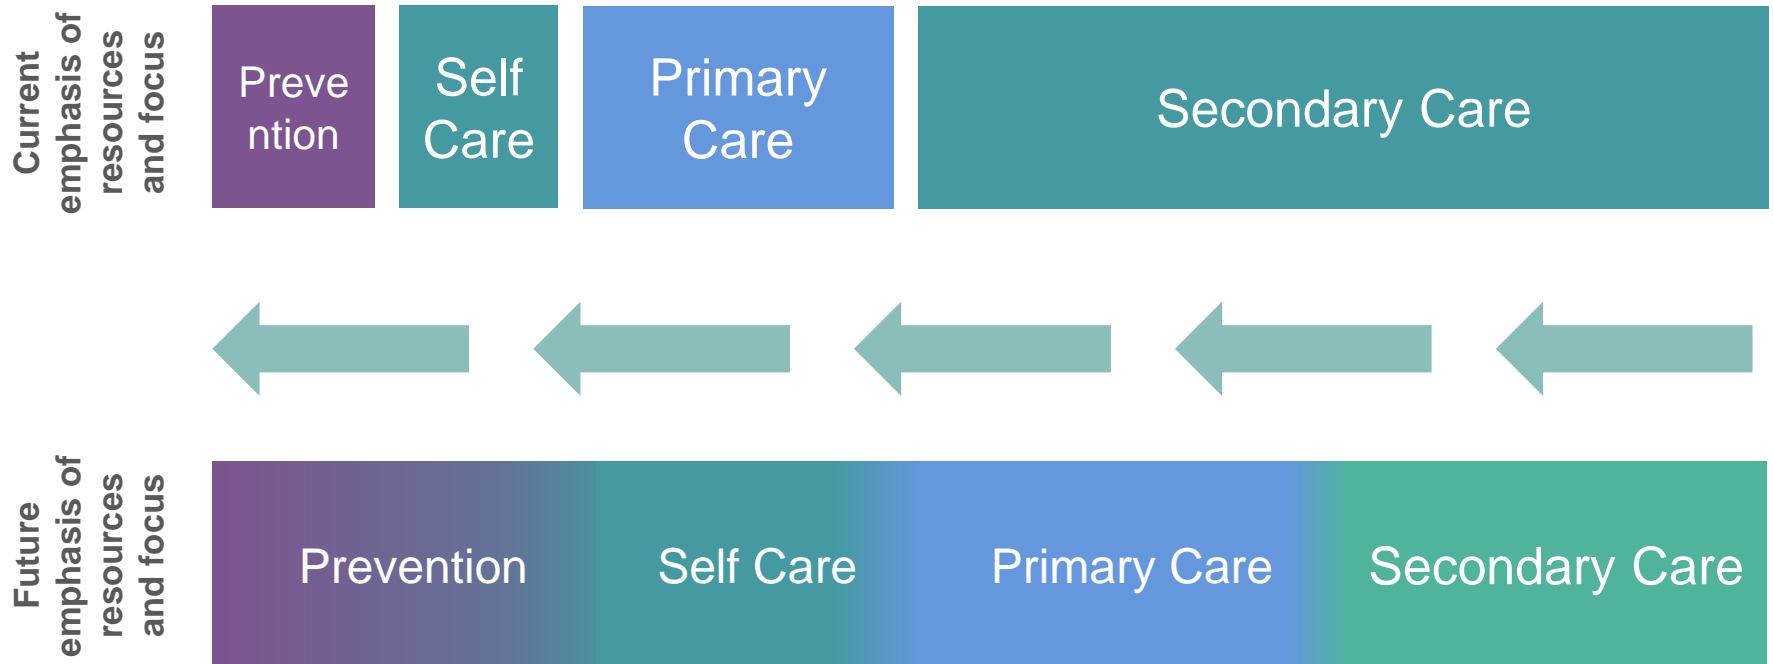 Current
emphasis of
resources
and focus
Preve
ntion
Self
Care
Primary
Care
Secondary Care
Future
emphasis of
resources
and focus
Prevention
Self Care
Primary Care
Secondary Care